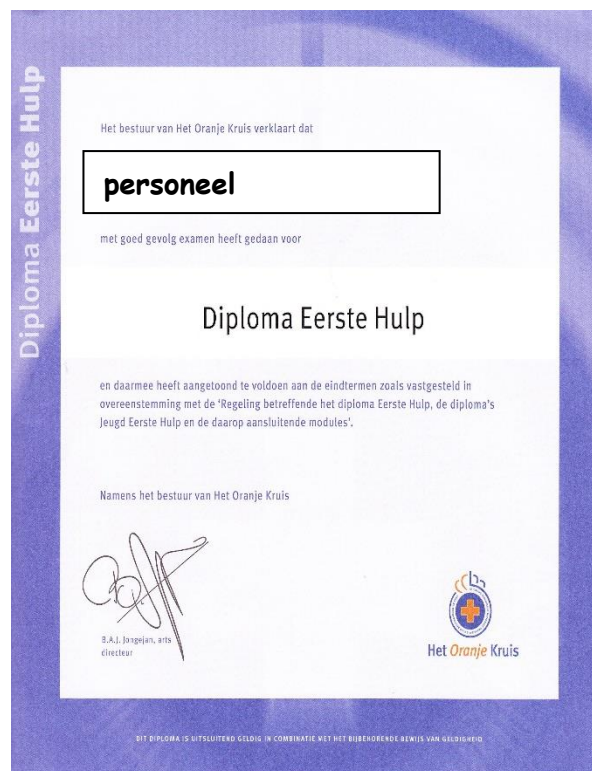 Diploma Eerste Hulp
Het bestuur van Het Oranje Kruis verklaart dat
personeel
met goed gevolg examen heeft gedaan voor
Diploma Eerste Hulp
en daarmee heeft aangetoond te voldoen aan de eindtermen zoals vastgesteld in
overeenstemming met de 'Regeling betreffende het diploma Eerste Hulp, de diploma's
Jeugd Eerste Hulp en de daarop aansluitende modules'.
Namens het bestuur van Het Oranje Kruis
B.A.J. Jongejan, arts
directeur
Het Oranje Kruis
DIT DIPLOMA IS UITSLUITEND GELDIG IN COMBINATIE MET HET BIJBEHORENDE BEWIJS VAN GELDIGHEID